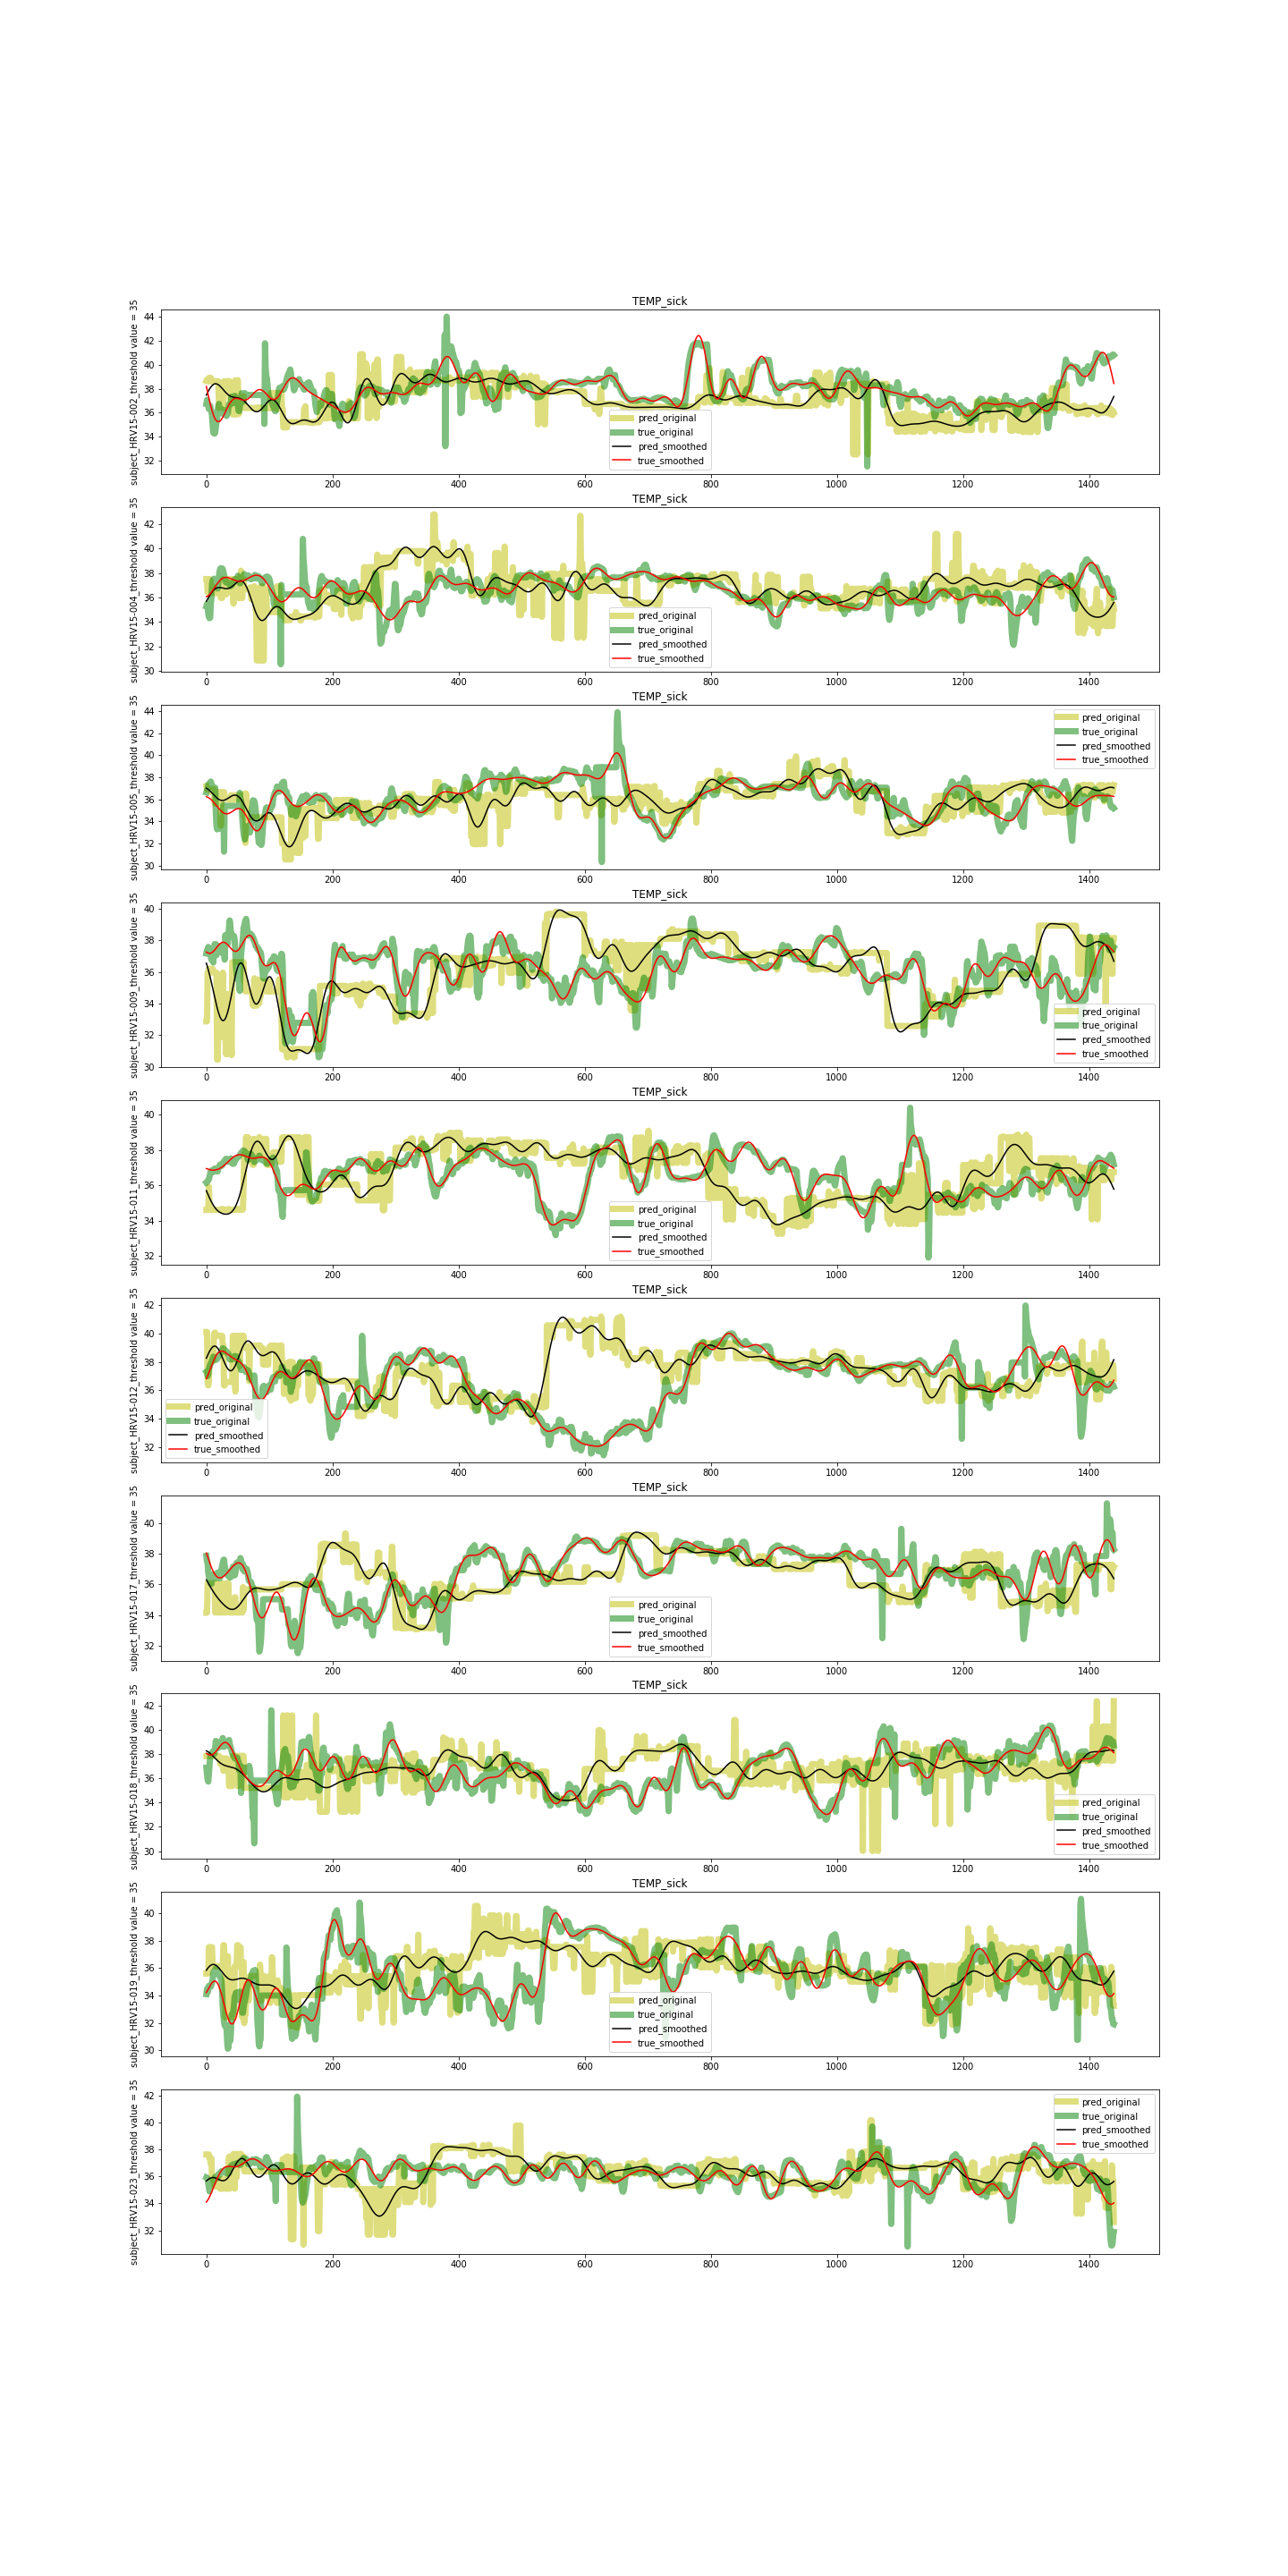 TEMP_sick
subject_HRV15-002_threshold value = 35
44
42
40
38
36
34
32
pred_original
true_original
pred_smoothed
true_smoothed
0 200 400 600 800 1000 1200 1400
TEMP_sick
subject_HRV15-004_threshold value = 35
42
40
38
36
34
32
30
pred_original
true_original
pred_smoothed
true_smoothed
0 200 400 600 800 1000 1200 1400
TEMP_sick
subject_HRV15-005_threshold value = 35
44
42
40
38
36
34
32
30
pred_original
true_original
pred_smoothed
true_smoothed
0 200 400 600 800 1000 1200 1400
TEMP_sick
subject_HRV15-009_threshold value = 35
40
38
36
34
32
30
pred_original
true_original
pred_smoothed
true_smoothed
0 200 400 600 800 1000 1200 1400
TEMP_sick
subject_HRV15-011_threshold value = 35
40
38
36
34
32
pred_original
true_original
pred_smoothed
true_smoothed
0 200 400 600 800 1000 1200 1400
TEMP_sick
subject_HRV15-012_threshold value = 35
42
40
38
36
34
32
pred_original
true_original
pred_smoothed
true_smoothed
0 200 400 600 800 1000 1200 1400
TEMP_sick
subject_HRV15-017_threshold value = 35
40
38
36
34
32
pred_original
true_original
pred_smoothed
true_smoothed
0 200 400 600 800 1000 1200 1400
TEMP_sick
subject_HRV15-018_threshold value = 35
42
40
38
36
34
32
30
pred_original
true_original
pred_smoothed
true_smoothed
0 200 400 600 800 1000 1200 1400
TEMP_sick
subject_HRV15-019_threshold value = 35
40
38
36
34
32
30
pred_original
true_original
pred_smoothed
true_smoothed
0 200 400 600 800 1000 1200 1400
subject_HRV15-023_threshold value = 35
42
40
38
36
34
32
pred_original
true_original
pred_smoothed
true_smoothed
0 200 400 600 800 1000 1200 1400